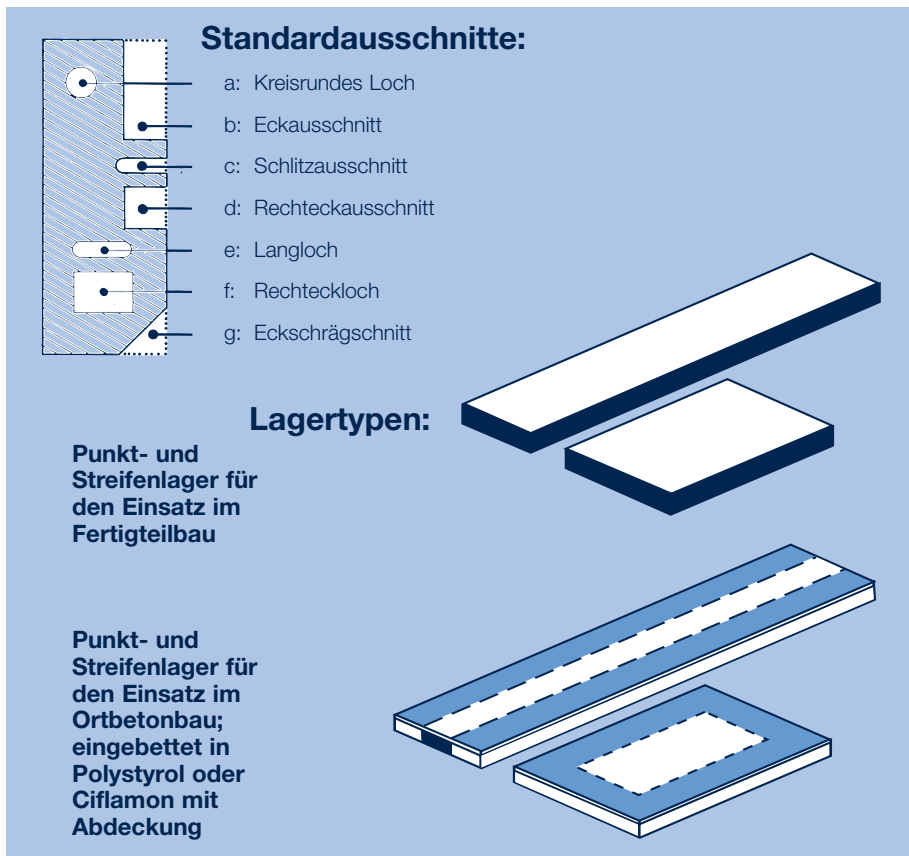 Standardausschnitte:
a: Kreisrundes Loch
b: Eckausschnitt
c: Schlitzausschnitt
d: Rechteckausschnitt
e: Langloch
f: Rechteckloch
g: Eckschrägschnitt
Lagertypen:
Punkt- und
Streifenlager für
den Einsatz im
Fertigteilbau
Punkt- und
Streifenlager für
den Einsatz im
Ortbetonbau;
eingebettet in
Polystyrol oder
Ciflamon mit
Abdeckung